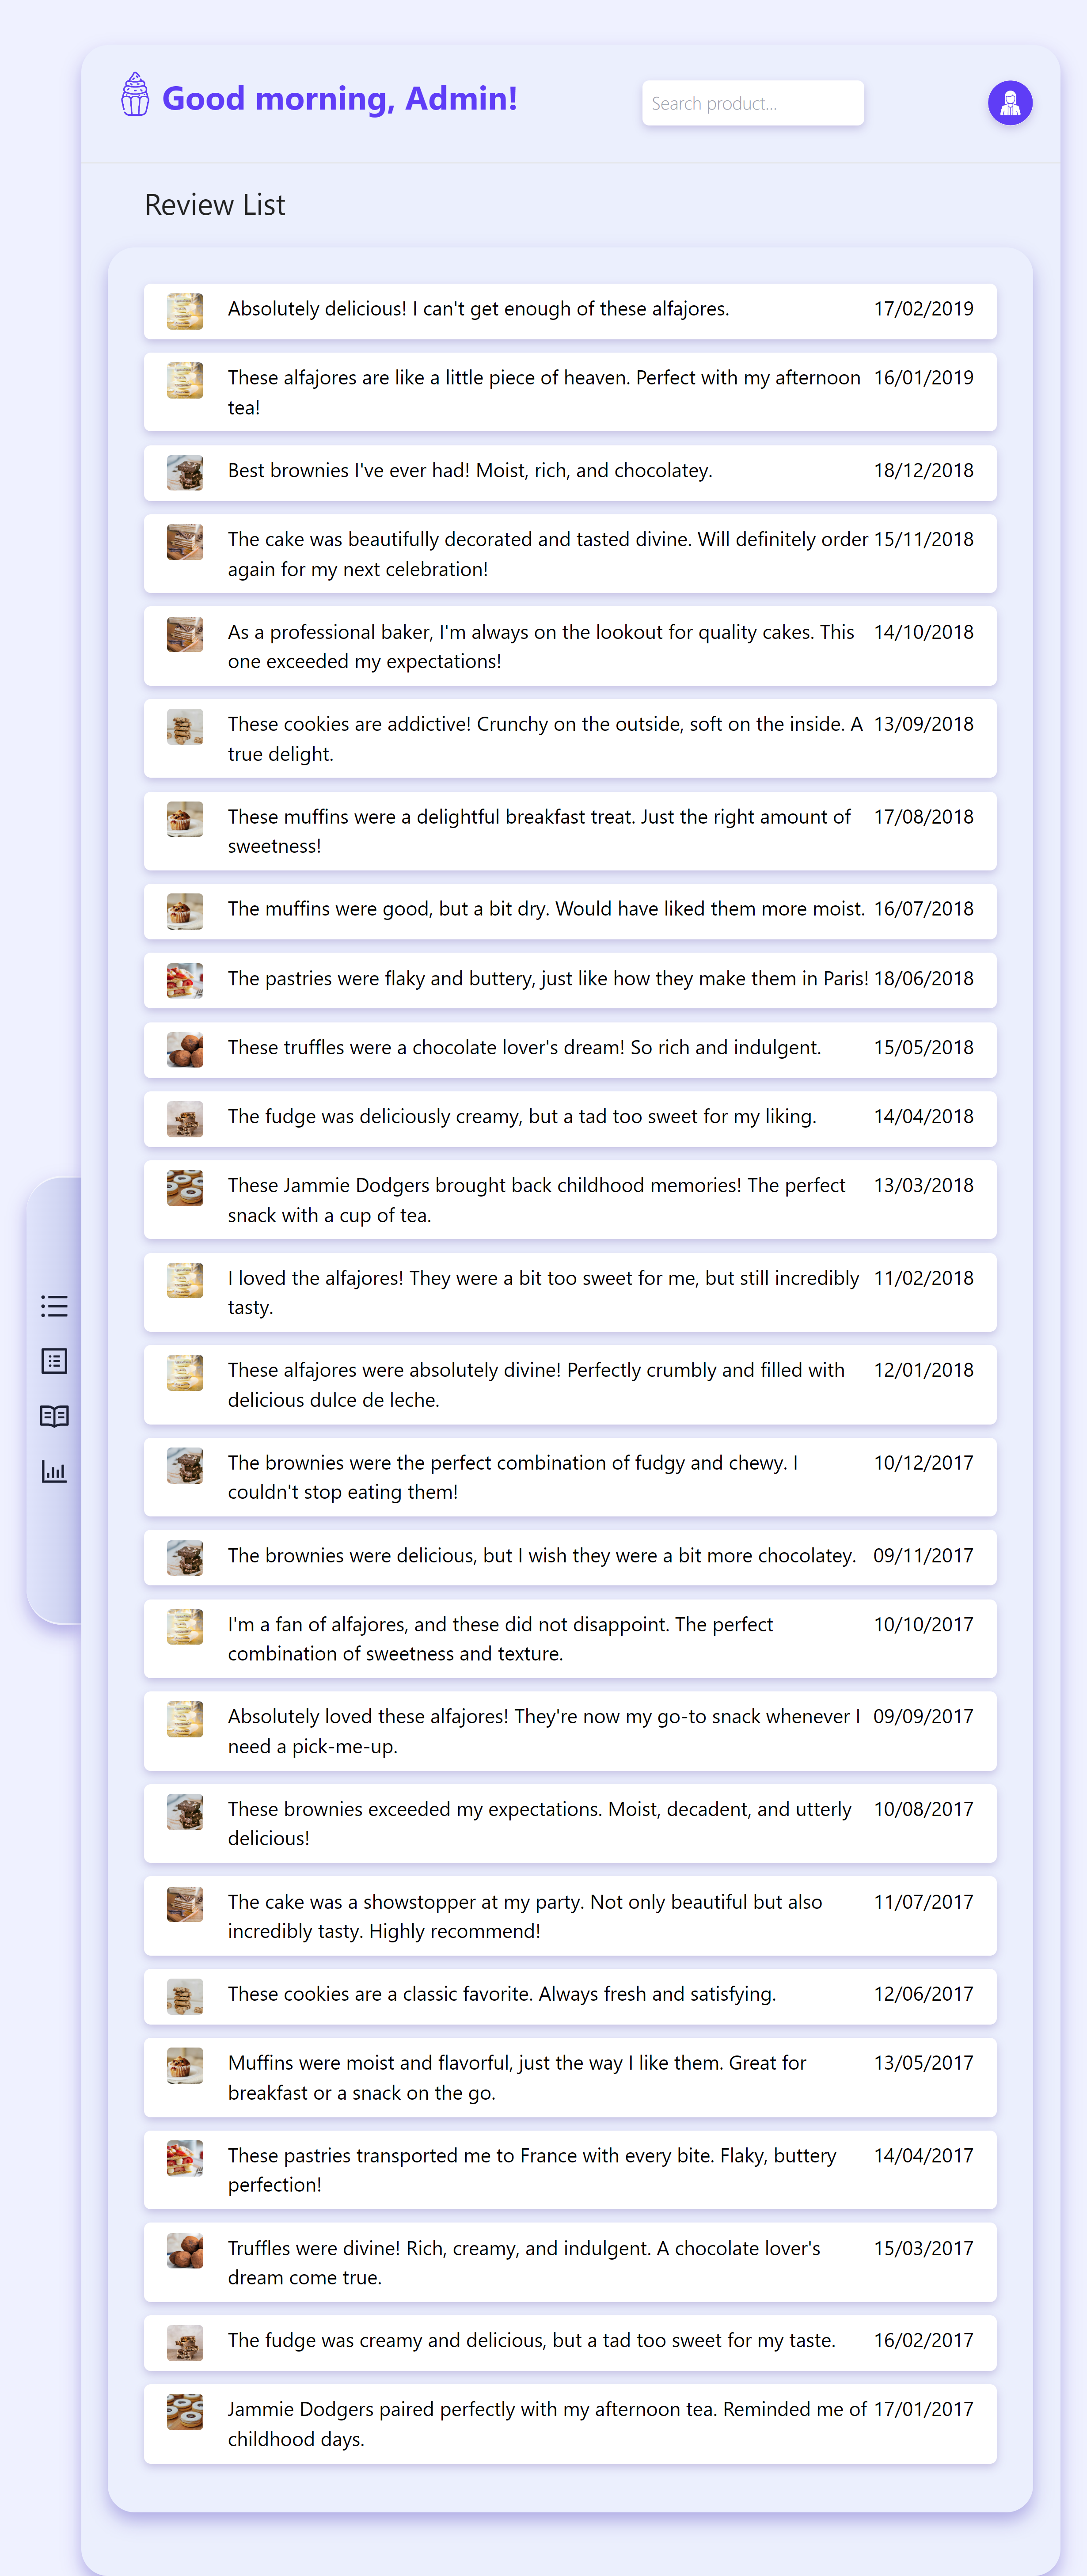 Good morning, Admin!
Search product...
Review List
Absolutely delicious! I can't get enough of these alfajores. 17/02/2019
These alfajores are like a little piece of heaven. Perfect with my afternoon 16/01/2019
tea!
Best brownies I've ever had! Moist, rich, and chocolatey. 18/12/2018
The cake was beautifully decorated and tasted divine. Will definitely order 15/11/2018
again for my next celebration!
As a professional baker, I'm always on the lookout for quality cakes. This 14/10/2018
one exceeded my expectations!
These cookies are addictive! Crunchy on the outside, soft on the inside. A 13/09/2018
true delight.
These muffins were a delightful breakfast treat. Just the right amount of 17/08/2018
sweetness!
The muffins were good, but a bit dry. Would have liked them more moist. 16/07/2018
The pastries were flaky and buttery, just like how they make them in Paris! 18/06/2018
These truffles were a chocolate lover's dream! So rich and indulgent. 15/05/2018
The fudge was deliciously creamy, but a tad too sweet for my liking. 14/04/2018
These Jammie Dodgers brought back childhood memories! The perfect 13/03/2018
snack with a cup of tea.
I loved the alfajores! They were a bit too sweet for me, but still incredibly 11/02/2018
tasty.
These alfajores were absolutely divine! Perfectly crumbly and filled with 12/01/2018
delicious dulce de leche.
The brownies were the perfect combination of fudgy and chewy. I 10/12/2017
couldn't stop eating them!
The brownies were delicious, but I wish they were a bit more chocolatey. 09/11/2017
I'm a fan of alfajores, and these did not disappoint. The perfect 10/10/2017
combination of sweetness and texture.
Absolutely loved these alfajores! They're now my go-to snack whenever I 09/09/2017
need a pick-me-up.
These brownies exceeded my expectations. Moist, decadent, and utterly 10/08/2017
delicious!
The cake was a showstopper at my party. Not only beautiful but also 11/07/2017
incredibly tasty. Highly recommend!
These cookies are a classic favorite. Always fresh and satisfying. 12/06/2017
Muffins were moist and flavorful, just the way I like them. Great for 13/05/2017
breakfast or a snack on the go.
These pastries transported me to France with every bite. Flaky, buttery 14/04/2017
perfection!
Truffles were divine! Rich, creamy, and indulgent. A chocolate lover's 15/03/2017
dream come true.
The fudge was creamy and delicious, but a tad too sweet for my taste. 16/02/2017
Jammie Dodgers paired perfectly with my afternoon tea. Reminded me of 17/01/2017
childhood days.